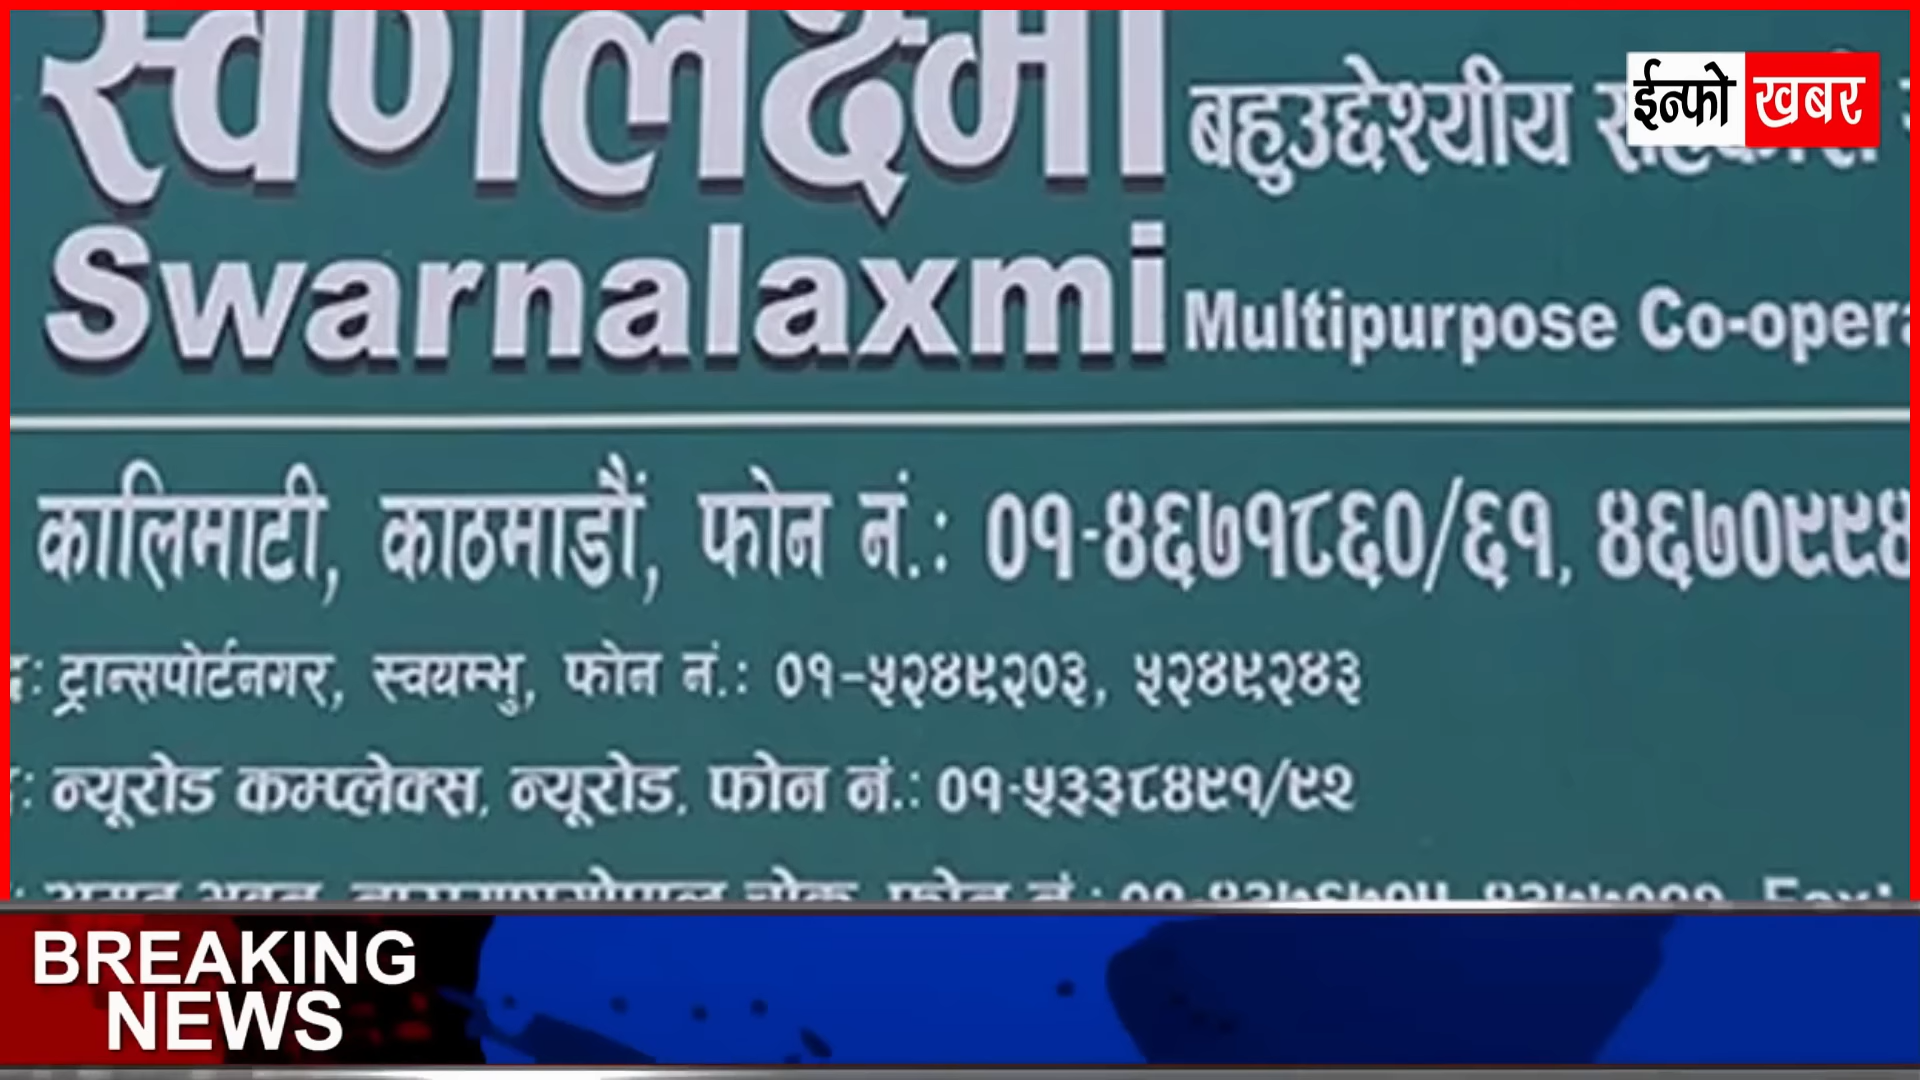 स्वर्णलक्ष्मी बहुउद्देश्यीय
ईन्फो खबर
Swarnalaxmi Multipurpose Co-opera
कालिमाटी, काठमाडौं, फोन नं.: ०१-४६७१८६०/६१, ४६७०९९४
ट्रान्सपोर्टनगर, स्वयम्भु, फोन नं.: ०१-५२४९२०३, ५२४९२४३
न्यूरोड कम्प्लेक्स, न्यूरोड, फोन नं.: ०१-५३३८४९१/९२
BREAKING
NEWS